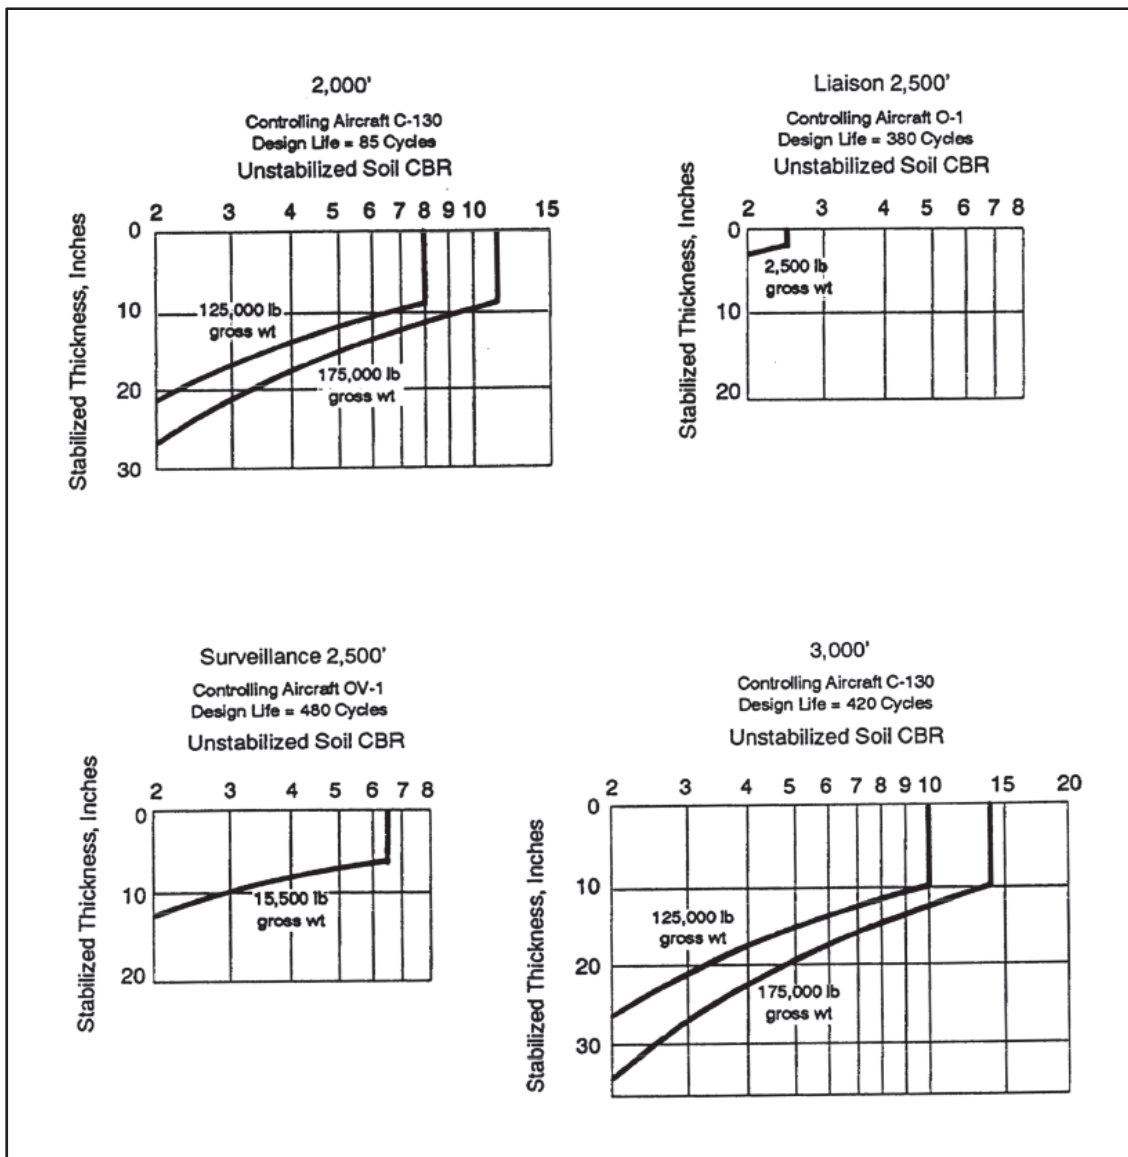 2,000'
Controlling Aircraft C-130
Design Life = 85 Cycles
Unstabilized Soil CBR
2 3 4 5 6 7 8 9 10 15
Stabilized Thickness, Inches
0
10
20
30
125,000 lb
gross wt
175,000 lb
gross wt
Liaison 2,500'
Controlling Aircraft O-1
Design Life = 380 Cycles
Unstabilized Soil CBR
2 3 4 5 6 7 8
Stabilized Thickness, Inches
0
10
20
2,500 lb
gross wt
Surveillance 2,500'
Controlling Aircraft OV-1
Design Life = 480 Cycles
Unstabilized Soil CBR
2 3 4 5 6 7 8
Stabilized Thickness, Inches
0
10
20
15,500 lb
gross wt
3,000'
Controlling Aircraft C-130
Design Life = 420 Cycles
Unstabilized Soil CBR
2 3 4 5 6 7 8 9 10 15 20
Stabilized Thickness, Inches
0
10
20
30
125,000 lb
gross wt
175,000 lb
gross wt